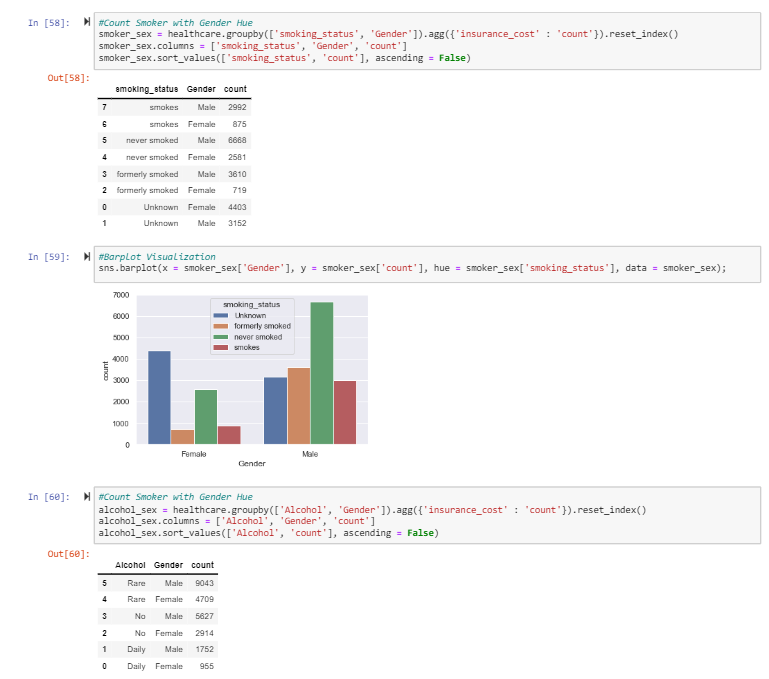 In [58]:
#Count Smoker with Gender Hue
smoker_sex = healthcare.groupby(['smoking_status', 'Gender']).agg({'insurance_cost' : 'count'}).reset_index()
smoker_sex.columns = ['smoking_status', 'Gender', 'count']
smoker_sex.sort_values(['smoking_status', 'count'], ascending = False)
Out[58]:
smoking_status Gender count
7 smokes Male 2992
6 smokes Female 875
5 never smoked Male 6668
4 never smoked Female 2581
3 formerly smoked Male 3610
2 formerly smoked Female 719
0 Unknown Female 4403
1 Unknown Male 3152
In [59]:
#Barplot Visualization
sns.barplot(x = smoker_sex['Gender'], y = smoker_sex['count'], hue = smoker_sex['smoking_status'], data = smoker_sex);
7000
6000
5000
4000
3000
2000
1000
0
count
smoking_status
Unknown
formerly smoked
never smoked
smokes
Female Male
Gender
In [60]:
#Count Smoker with Gender Hue
alcohol_sex = healthcare.groupby(['Alcohol', 'Gender']).agg({'insurance_cost' : 'count'}).reset_index()
alcohol_sex.columns = ['Alcohol', 'Gender', 'count']
alcohol_sex.sort_values(['Alcohol', 'count'], ascending = False)
Out[60]:
Alcohol Gender count
5 Rare Male 9043
4 Rare Female 4709
3 No Male 5627
2 No Female 2914
1 Daily Male 1752
0 Daily Female 955